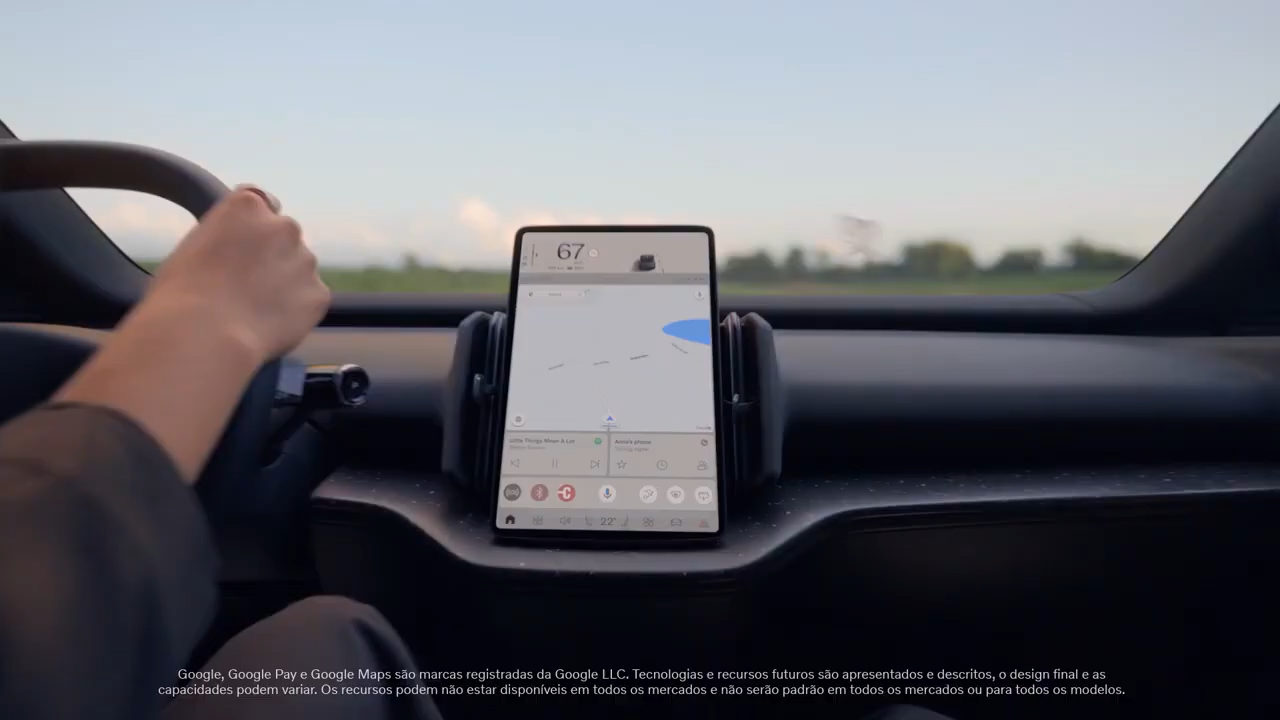 67
Little Things Mean A Lot
Anna's phone
22°
Google, Google Pay e Google Maps são marcas registradas da Google LLC. Tecnologias e recursos futuros são apresentados e descritos, o design final e as
capacidades podem variar. Os recursos podem não estar disponíveis em todos os mercados e não serão padrão em todos os mercados ou para todos os modelos.